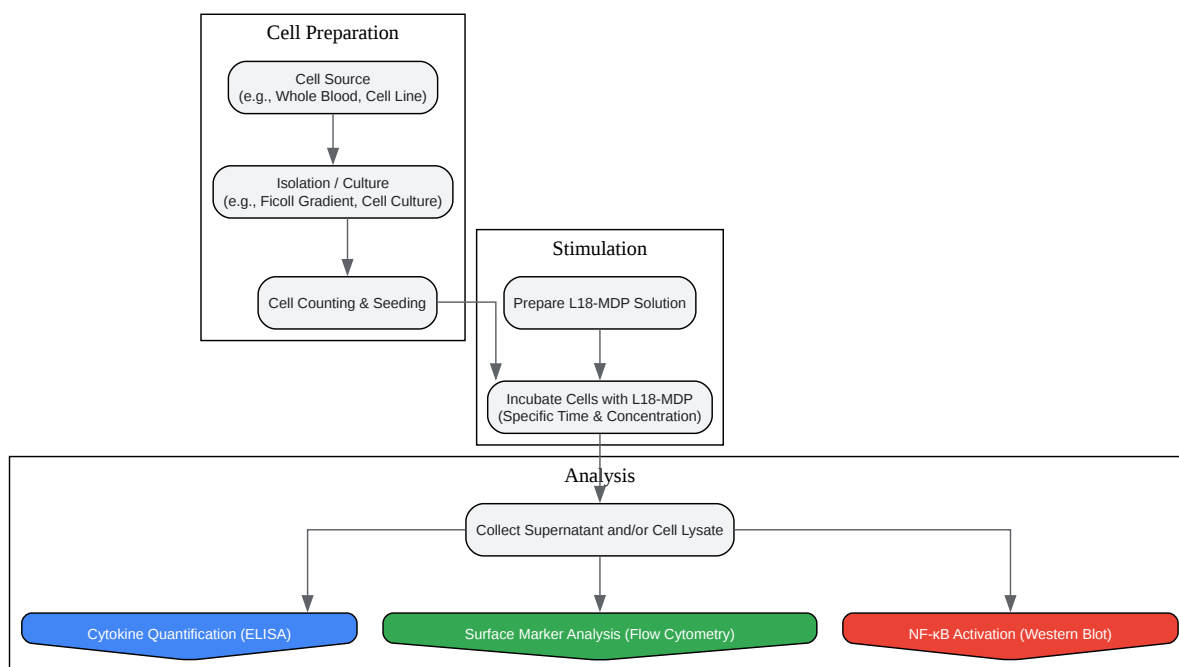 Cell Preparation
Cell Source
(e.g., Whole Blood, Cell Line)
Isolation / Culture
(e.g., Ficoll Gradient, Cell Culture)
Cell Counting & Seeding
Stimulation
Prepare L18-MDP Solution
Incubate Cells with L18-MDP
(Specific Time & Concentration)
Analysis
Collect Supernatant and/or Cell Lysate
Cytokine Quantification (ELISA)
Surface Marker Analysis (Flow Cytometry)
NF-κB Activation (Western Blot)